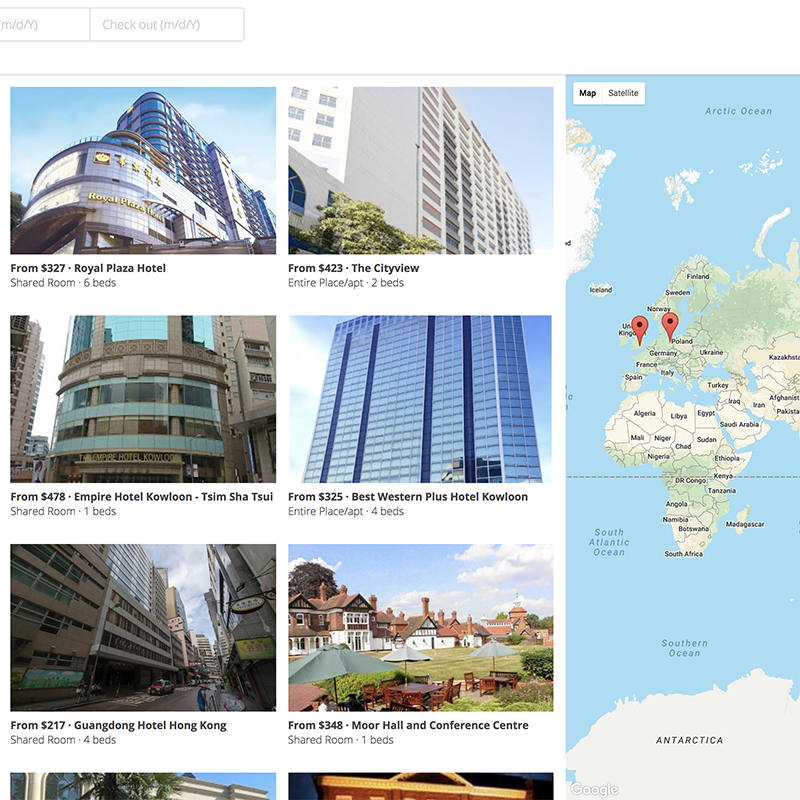 (m/d/Y)
Check out (m/d/Y)
Royal Plaza Hotel
From $327 · Royal Plaza Hotel
Shared Room · 6 beds
From $423 · The Cityview
Entire Place/apt · 2 beds
EMPIRE HOTEL KOWLOON
From $478 · Empire Hotel Kowloon - Tsim Sha Tsui
Shared Room · 1 beds
From $325 · Best Western Plus Hotel Kowloon
Entire Place/apt · 4 beds
From $217 · Guangdong Hotel Hong Kong
Shared Room · 4 beds
From $348 · Moor Hall and Conference Centre
Shared Room · 1 beds
Map
Satellite
Arctic Ocean
Finland
Iceland
Sweden
Norway
Poland
Germany
Ukraine
Kazakhsta
France
Italy
Spain
Turkey
Iraq
Iran
Afghanist
Pakist
Algeria
Libya
Egypt
Saudi Arabia
Mali
Niger
Chad
Sudan
Nigeria
Ethiopia
DR Congo
Kenya
Tanzania
Angola
Namibia
Botswana
Madagascar
South Africa
South
Atlantic
Ocean
Southern
Ocean
ANTARCTICA
Google